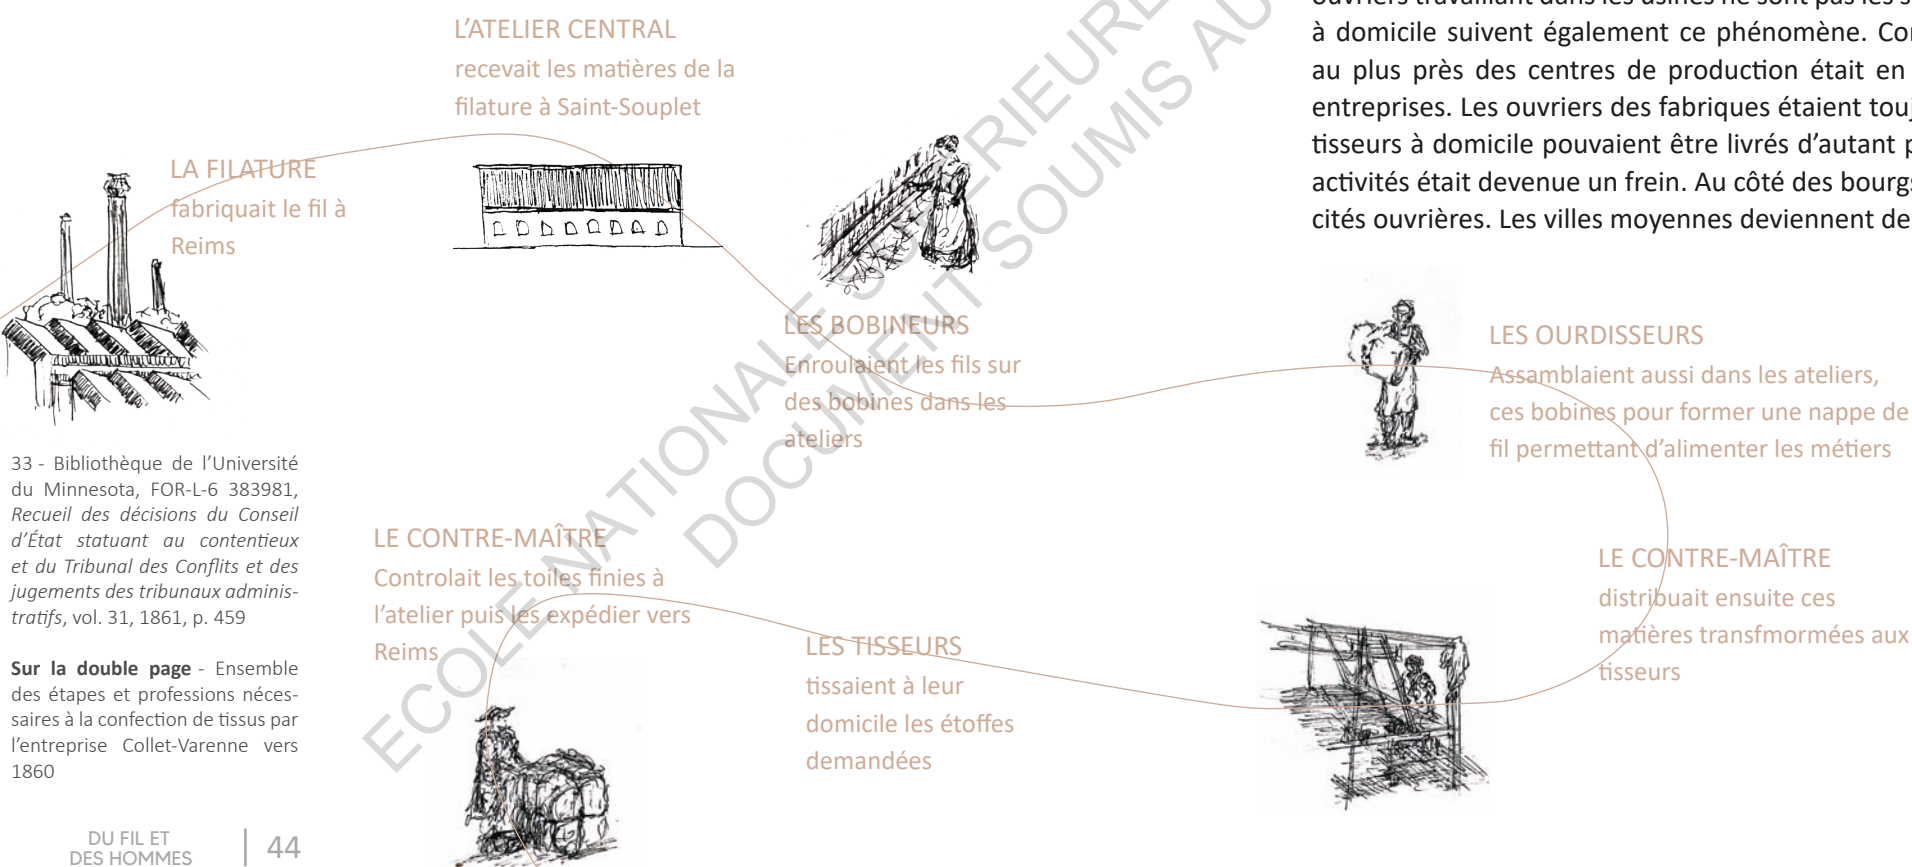 L'ATELIER CENTRAL
recevait les matières de la
filature à Saint-Souplet
LA FILATURE
fabriquait le fil à
Reims
LES BOBINEURS
Enroulaient les fils sur
des bobines dans les
ateliers
LES OURDISSEURS
Assamblaient aussi dans les ateliers,
ces bobines pour former une nappe de
fil permettant d'alimenter les métiers
LE CONTRE-MAÎTRE
distribuait ensuite ces
matières transfmormées aux
tisseurs
LES TISSEURS
tissaient à leur
domicile les étoffes
demandées
LE CONTRE-MAÎTRE
Controlait les toiles finies à
l'atelier puis les expédier vers
Reims
ouvriers travaillant dans les usines ne sont pas les
à domicile suivent également ce phénomène.
au plus près des centres de production était en
entreprises. Les ouvriers des fabriques étaient
tisseurs à domicile pouvaient être livrés d'autant
activités était devenue un frein. Au côté des bourgs
cités ouvrières. Les villes moyennes deviennent de
33 - Bibliothèque de l'Université
du Minnesota, FOR-L-6 383981,
Recueil des décisions du Conseil
d'État statuant au contentieux
et du Tribunal des Conflits et des
jugements des tribunaux adminis-
tratifs, vol. 31, 1861, p. 459
Sur la double page - Ensemble
des étapes et professions néces-
saires à la confection de tissus par
l'entreprise Collet-Varenne vers
1860
DU FIL ET
DES HOMMES
44
ECOLE NATIONALE
DOCUMENT SOUMIS AU